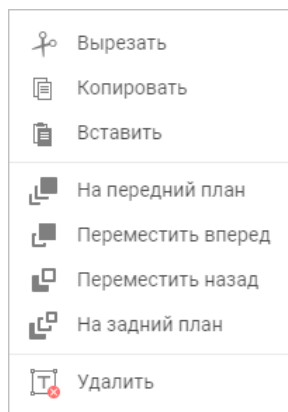 Вырезать
Копировать
Вставить
На передний план
Переместить вперед
Переместить назад
На задний план
Удалить